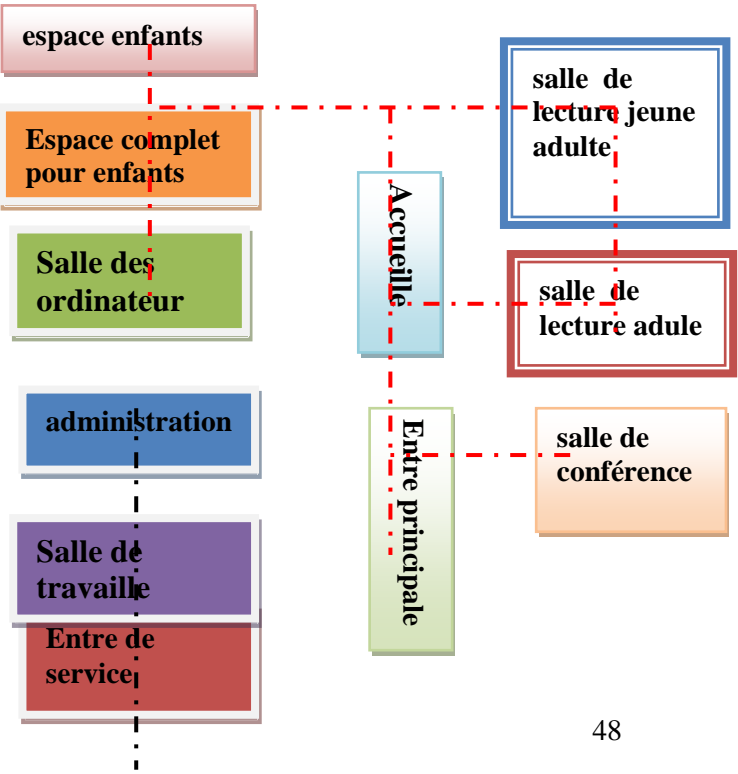 espace enfants
Espace complet
pour enfants
Salle des
ordinateur
administration
Salle de
travaille
Entre de
service
Accueille
Entre principale
salle de
lecture jeune
adulte
salle de
lecture adule
salle de
conférence
48